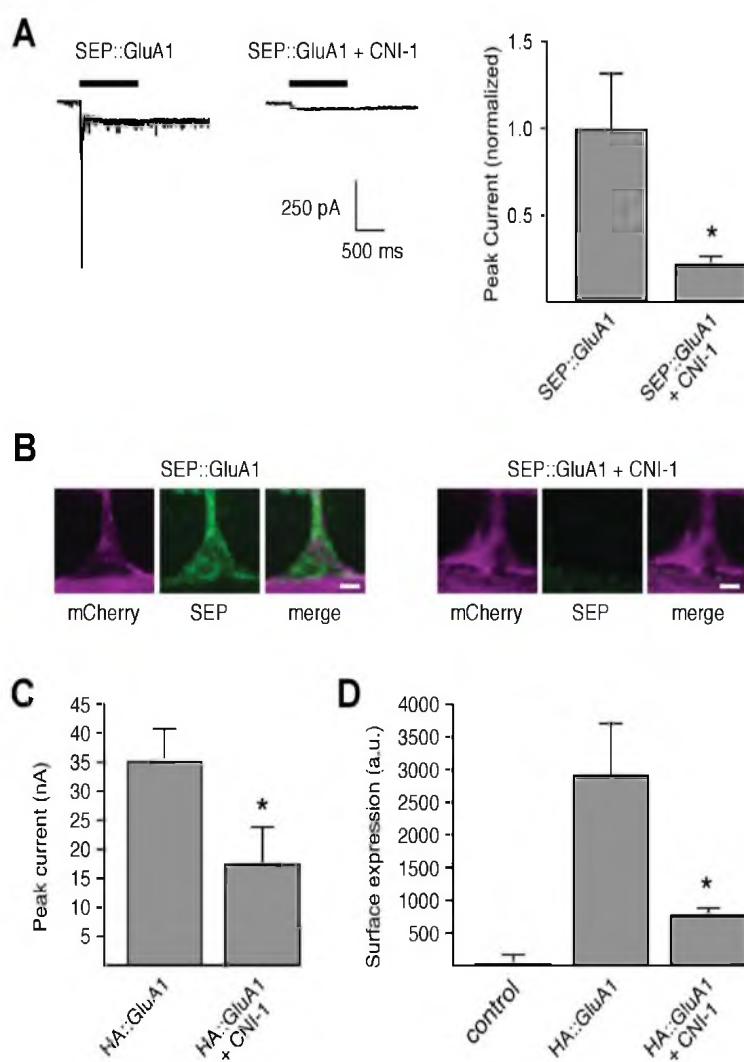 A
SEP::GluA1
SEP::GluA1 + CNI-1
250 pA
500 ms
Peak Current (normalized)
1.5
1.0
0.5
*
SEP::GluA1
SEP::GluA1
+ CNI-1
B
SEP::GluA1
SEP::GluA1 + CNI-1
mCherry
SEP
merge
mCherry
SEP
merge
C
Peak current (nA)
45
40
35
30
25
20
15
10
5
*
HA::GluA1
HA::GluA1
+ CNI-1
D
Surface expression (a.u.)
4000
3500
3000
2500
2000
1500
1000
500
*
control
HA::GluA1
HA::GluA1
+ CNI-1